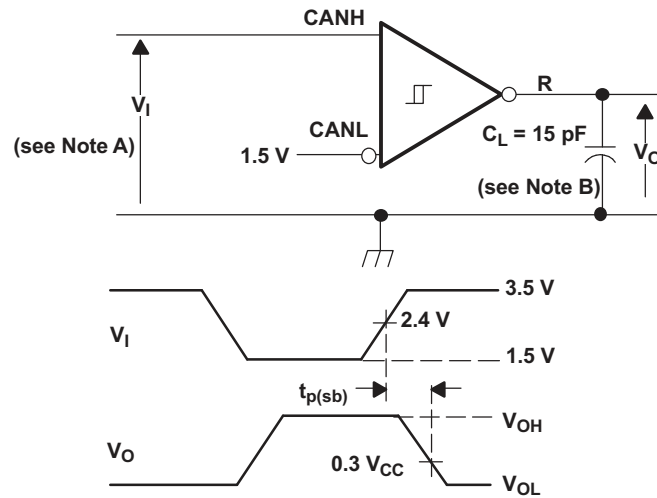 CANH
V_I
R
(see Note A)
CANL
1.5 V
C_L = 15 pF
(see Note B)
V_O
3.5 V
2.4 V
V_I
1.5 V
t_p(sb)
V_OH
V_O
0.3 V_CC
V_OL